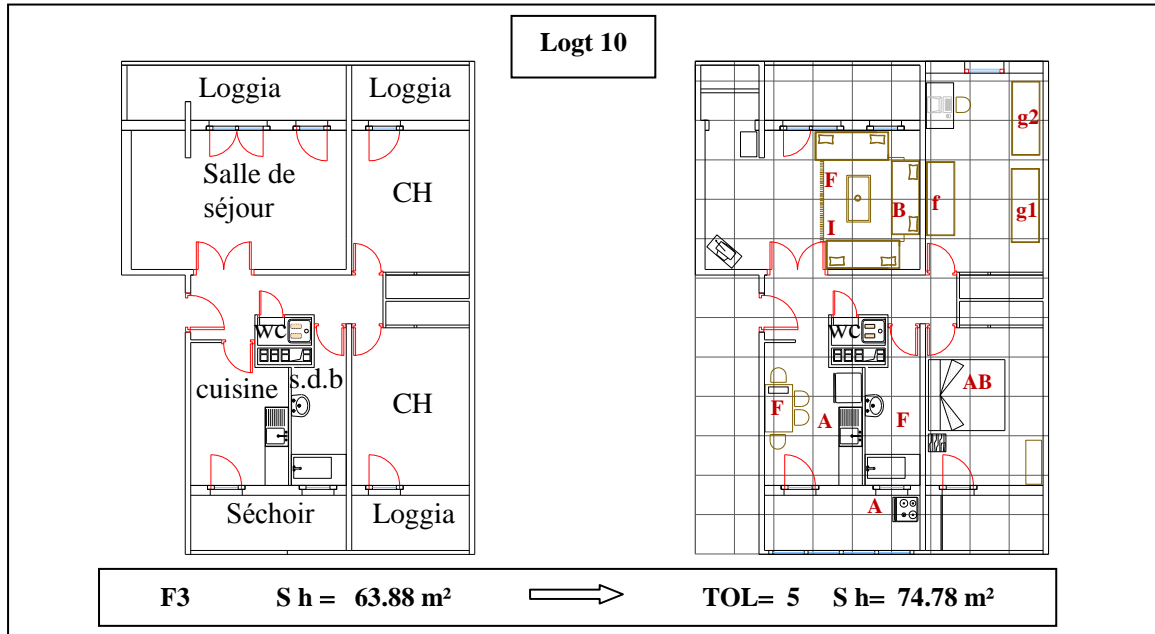 Logt 10
Loggia
Loggia
Salle de
séjour
CH
wc
cuisine
s.d.b
CH
Séchoir
Loggia
g2
F
B
f
g1
I
wc
AB
F
A
F
A
F3 S h = 63.88 m² TOL= 5 S h= 74.78 m²